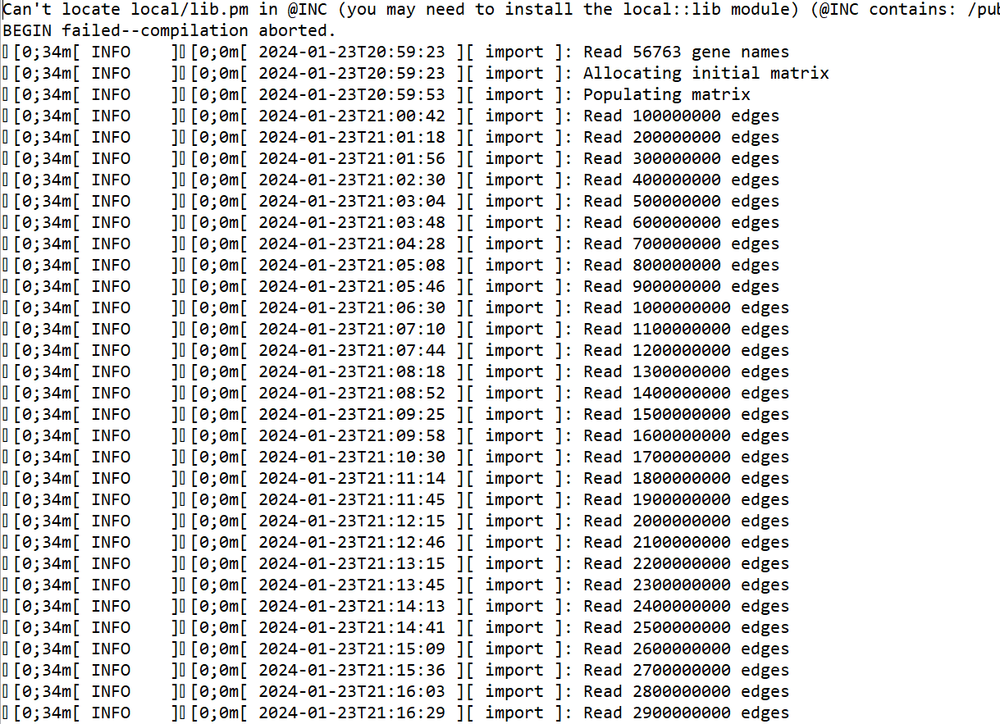 Can't locate local/lib.pm in @INC (you may need to install the local::lib module) (@INC contains: /pub
BEGIN failed--compilation aborted.
[0;34m[ INFO    ][0;0m[ 2024-01-23T20:59:23 ][ import ]: Read 56763 gene names
[0;34m[ INFO    ][0;0m[ 2024-01-23T20:59:23 ][ import ]: Allocating initial matrix
[0;34m[ INFO    ][0;0m[ 2024-01-23T20:59:53 ][ import ]: Populating matrix
[0;34m[ INFO    ][0;0m[ 2024-01-23T21:00:42 ][ import ]: Read 100000000 edges
[0;34m[ INFO    ][0;0m[ 2024-01-23T21:01:18 ][ import ]: Read 200000000 edges
[0;34m[ INFO    ][0;0m[ 2024-01-23T21:01:56 ][ import ]: Read 300000000 edges
[0;34m[ INFO    ][0;0m[ 2024-01-23T21:02:30 ][ import ]: Read 400000000 edges
[0;34m[ INFO    ][0;0m[ 2024-01-23T21:03:04 ][ import ]: Read 500000000 edges
[0;34m[ INFO    ][0;0m[ 2024-01-23T21:03:48 ][ import ]: Read 600000000 edges
[0;34m[ INFO    ][0;0m[ 2024-01-23T21:04:28 ][ import ]: Read 700000000 edges
[0;34m[ INFO    ][0;0m[ 2024-01-23T21:05:08 ][ import ]: Read 800000000 edges
[0;34m[ INFO    ][0;0m[ 2024-01-23T21:05:46 ][ import ]: Read 900000000 edges
[0;34m[ INFO    ][0;0m[ 2024-01-23T21:06:30 ][ import ]: Read 1000000000 edges
[0;34m[ INFO    ][0;0m[ 2024-01-23T21:07:10 ][ import ]: Read 1100000000 edges
[0;34m[ INFO    ][0;0m[ 2024-01-23T21:07:44 ][ import ]: Read 1200000000 edges
[0;34m[ INFO    ][0;0m[ 2024-01-23T21:08:18 ][ import ]: Read 1300000000 edges
[0;34m[ INFO    ][0;0m[ 2024-01-23T21:08:52 ][ import ]: Read 1400000000 edges
[0;34m[ INFO    ][0;0m[ 2024-01-23T21:09:25 ][ import ]: Read 1500000000 edges
[0;34m[ INFO    ][0;0m[ 2024-01-23T21:09:58 ][ import ]: Read 1600000000 edges
[0;34m[ INFO    ][0;0m[ 2024-01-23T21:10:30 ][ import ]: Read 1700000000 edges
[0;34m[ INFO    ][0;0m[ 2024-01-23T21:11:14 ][ import ]: Read 1800000000 edges
[0;34m[ INFO    ][0;0m[ 2024-01-23T21:11:45 ][ import ]: Read 1900000000 edges
[0;34m[ INFO    ][0;0m[ 2024-01-23T21:12:15 ][ import ]: Read 2000000000 edges
[0;34m[ INFO    ][0;0m[ 2024-01-23T21:12:46 ][ import ]: Read 2100000000 edges
[0;34m[ INFO    ][0;0m[ 2024-01-23T21:13:15 ][ import ]: Read 2200000000 edges
[0;34m[ INFO    ][0;0m[ 2024-01-23T21:13:45 ][ import ]: Read 2300000000 edges
[0;34m[ INFO    ][0;0m[ 2024-01-23T21:14:13 ][ import ]: Read 2400000000 edges
[0;34m[ INFO    ][0;0m[ 2024-01-23T21:14:41 ][ import ]: Read 2500000000 edges
[0;34m[ INFO    ][0;0m[ 2024-01-23T21:15:09 ][ import ]: Read 2600000000 edges
[0;34m[ INFO    ][0;0m[ 2024-01-23T21:15:36 ][ import ]: Read 2700000000 edges
[0;34m[ INFO    ][0;0m[ 2024-01-23T21:16:03 ][ import ]: Read 2800000000 edges
[0;34m[ INFO    ][0;0m[ 2024-01-23T21:16:29 ][ import ]: Read 2900000000 edges